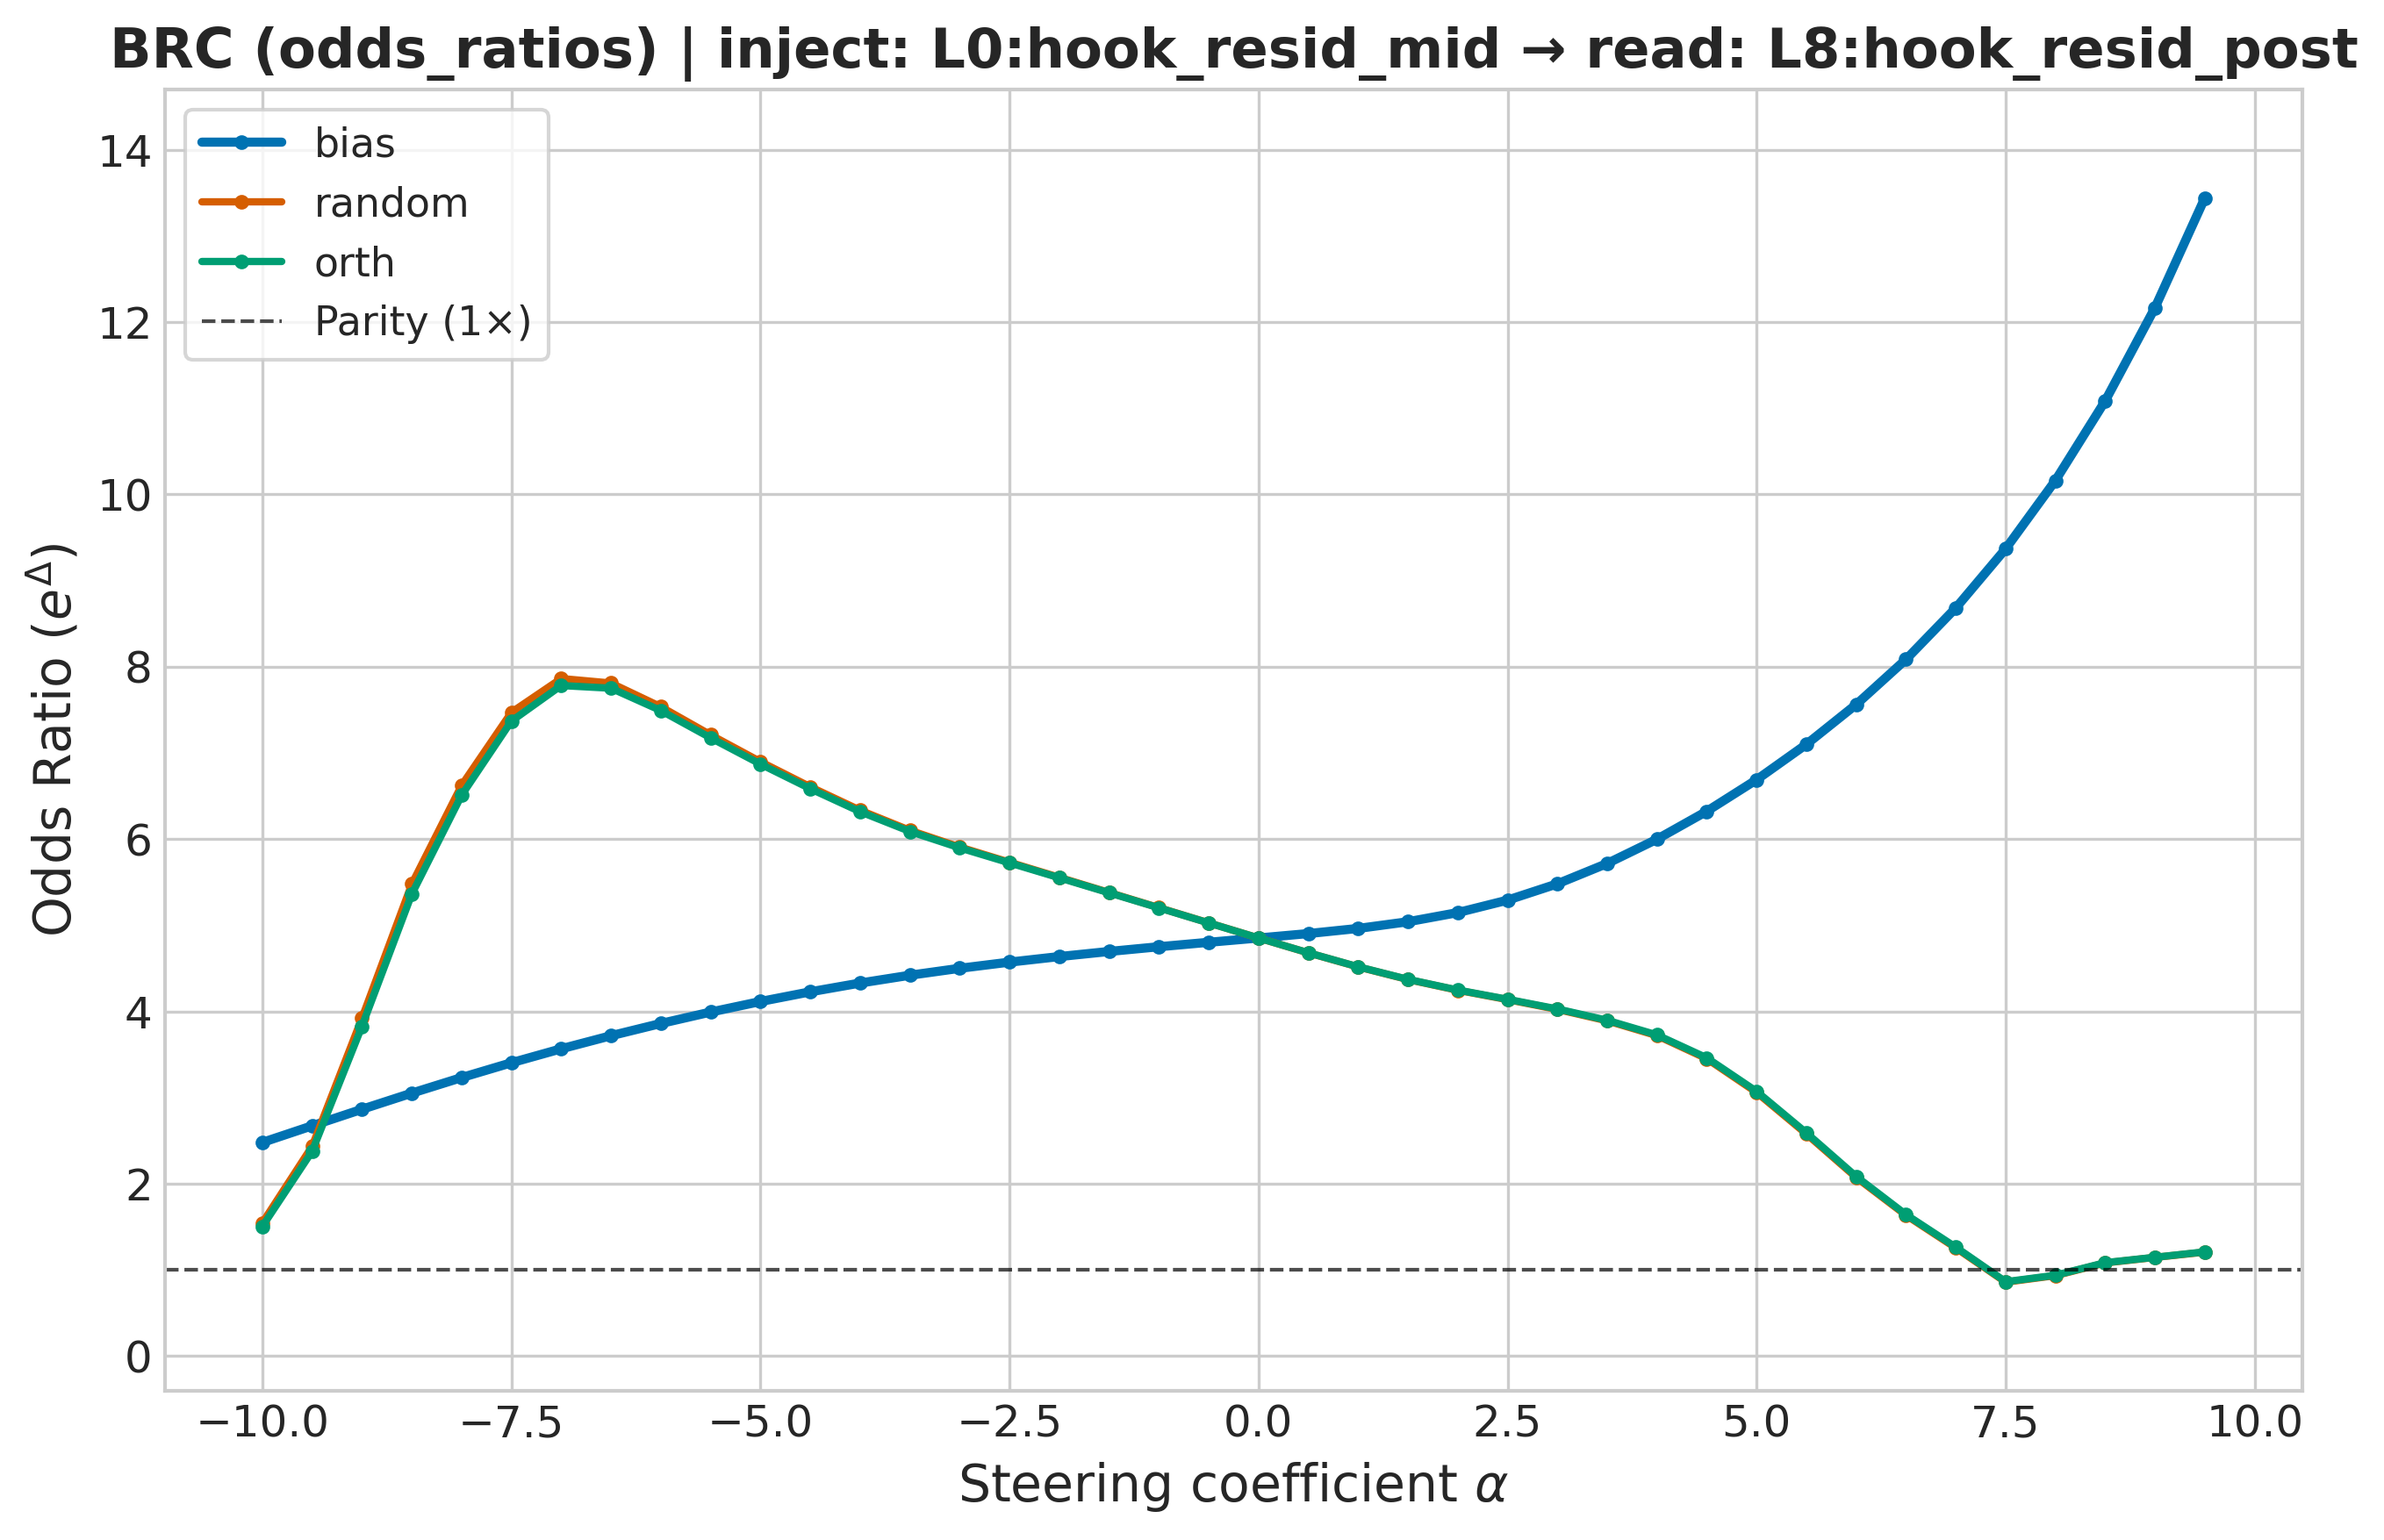 BRC (odds_ratios) | inject: L0:hook_resid_mid → read: L8:hook_resid_post
bias
random
orth
Parity (1×)
14
12
10
8
6
4
2
0
Odds Ratio (e^Δ)
−10.0
−7.5
−5.0
−2.5
0.0
2.5
5.0
7.5
10.0
Steering coefficient α